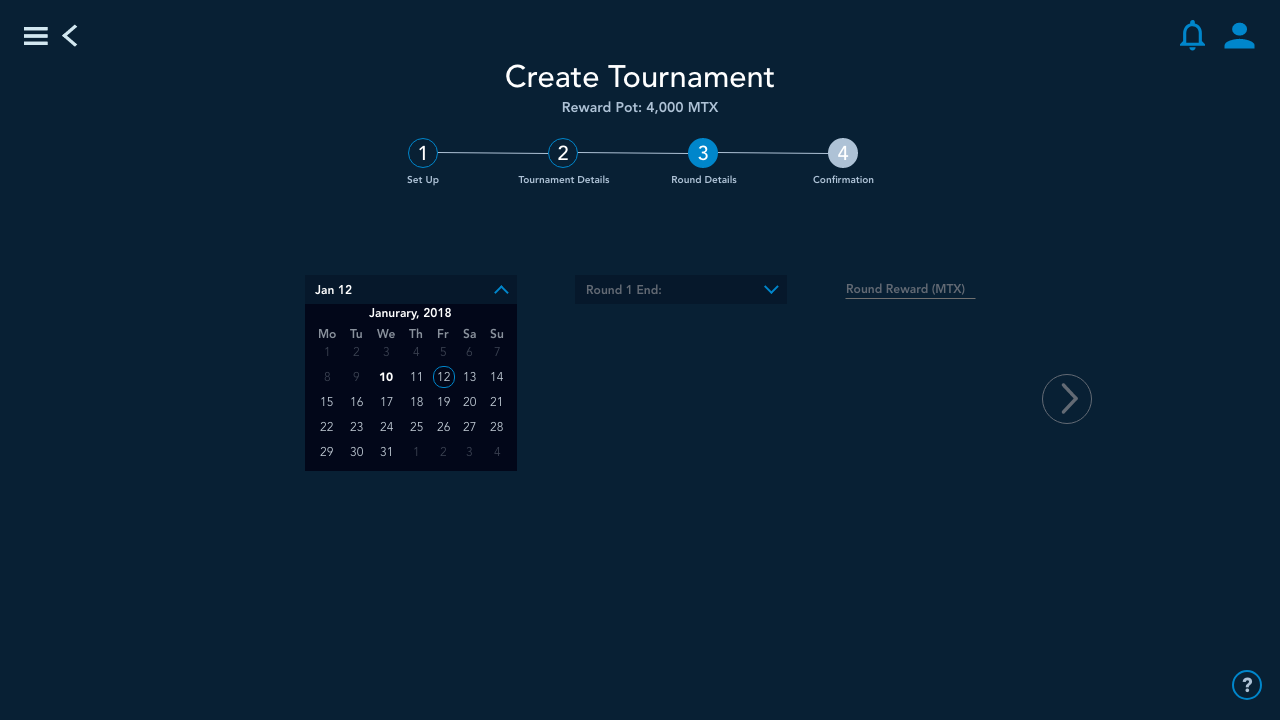 Create Tournament
Reward Pot: 4,000 MTX
1 2 3 4
Set Up Tournament Details Round Details Confirmation
Jan 12 Round 1 End: Round Reward (MTX)
Janurary, 2018
Mo Tu We Th Fr Sa Su
1 2 3 4 5 6 7
8 9 10 11 12 13 14
15 16 17 18 19 20 21
22 23 24 25 26 27 28
29 30 31 1 2 3 4
?